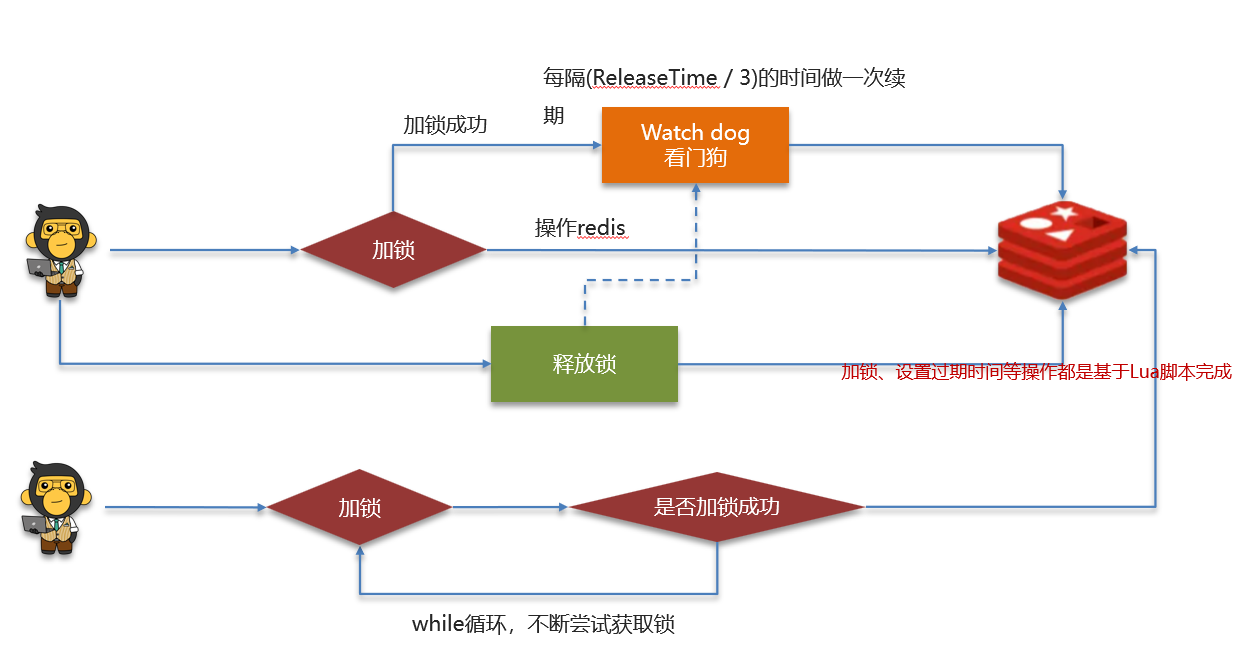 每隔(ReleaseTime / 3)的时间做一次续
期
加锁成功
Watch dog
看门狗
操作redis
加锁
释放锁
加锁、设置过期时间等操作都是基于Lua脚本完成
加锁
是否加锁成功
while循环，不断尝试获取锁